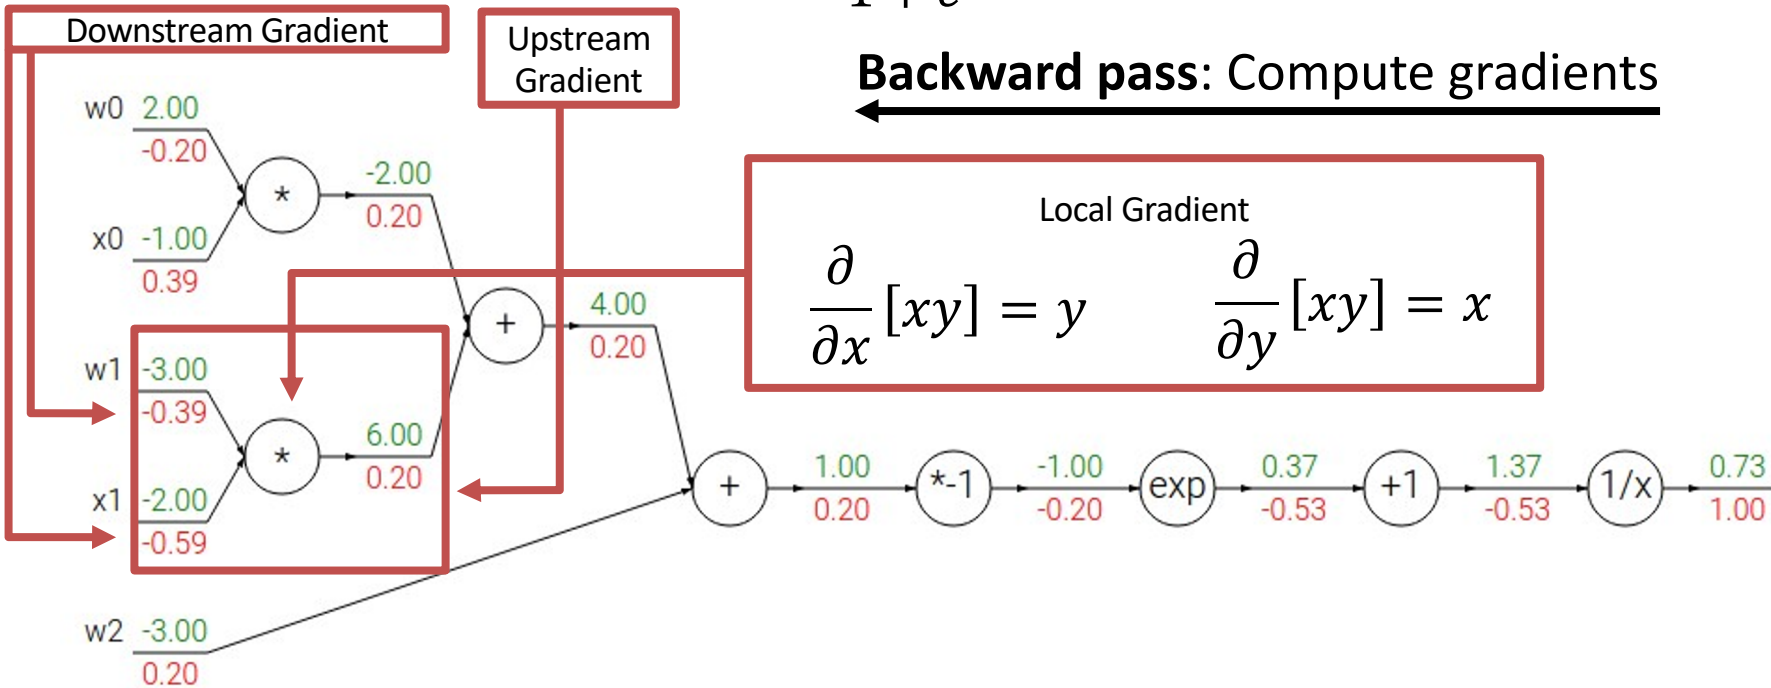 Downstream Gradient
Upstream
Gradient
Backward pass: Compute gradients
w0 2.00
-0.20
*
-2.00
0.20
x0 -1.00
0.39
Local Gradient
∂/∂x [xy] = y
∂/∂y [xy] = x
+
4.00
0.20
w1 -3.00
-0.39
*
6.00
0.20
x1 -2.00
-0.59
+
1.00
0.20
*-1
-1.00
-0.20
exp
0.37
-0.53
+1
1.37
-0.53
1/x
0.73
1.00
w2 -3.00
0.20